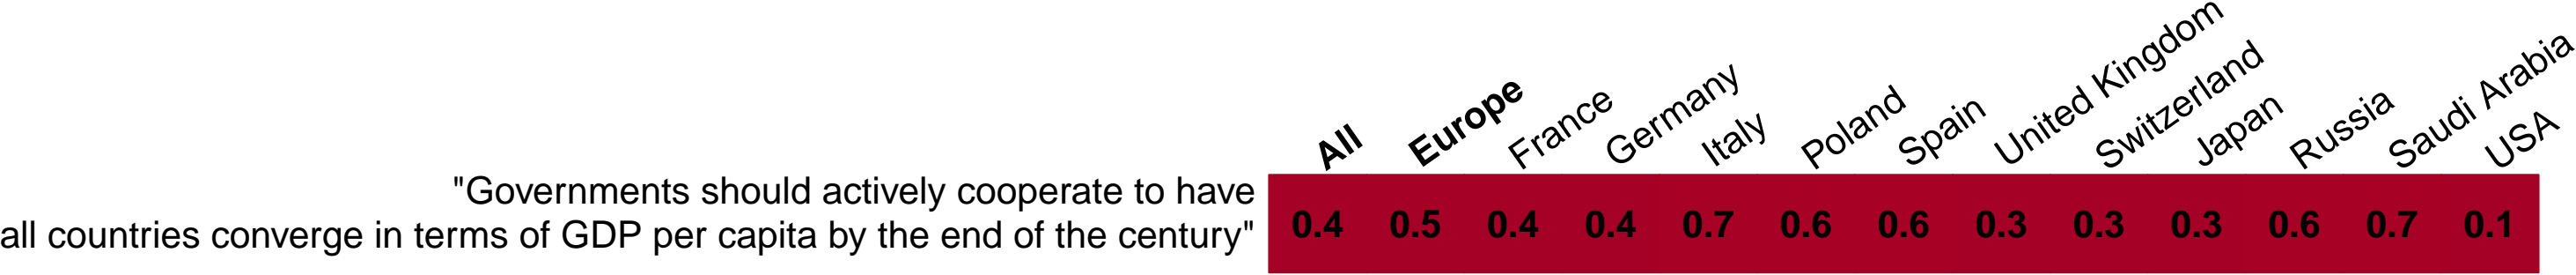 All Europe France Germany Italy Poland Spain United Kingdom Switzerland Japan Russia Saudi Arabia USA
"Governments should actively cooperate to have
all countries converge in terms of GDP per capita by the end of the century"
0.4 0.5 0.4 0.4 0.7 0.6 0.6 0.3 0.3 0.3 0.6 0.7 0.1